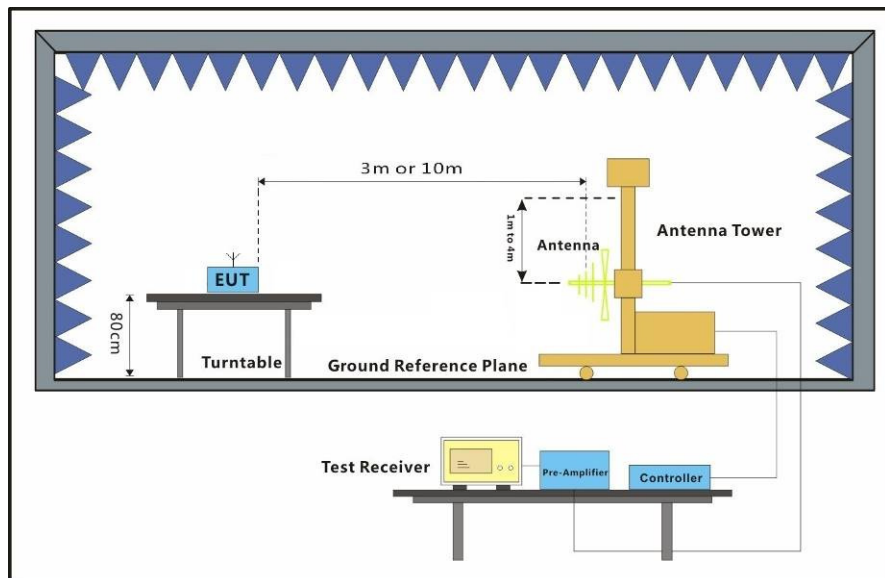 3m or 10m
1m to 4m
Antenna
Antenna Tower
EUT
80cm
Turntable
Ground Reference Plane
Test Receiver
Pre-Amplifier
Controller